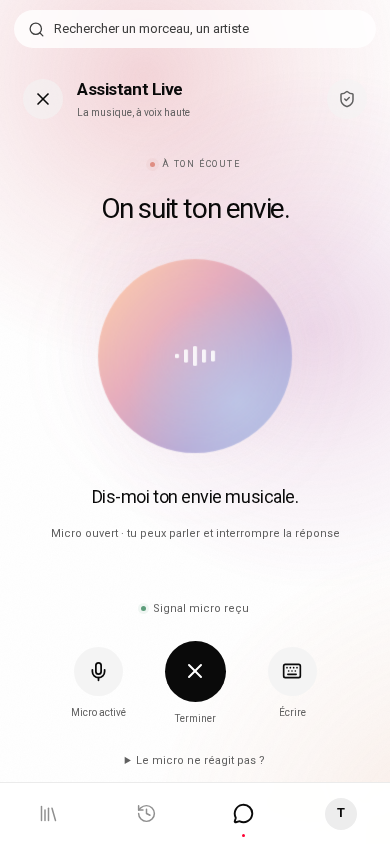 Rechercher un morceau, un artiste
Assistant Live
La musique, à voix haute
À TON ÉCOUTE
On suit ton envie.
Dis-moi ton envie musicale.
Micro ouvert · tu peux parler et interrompre la réponse
Signal micro reçu
Micro activé
Terminer
Écrire
▶ Le micro ne réagit pas ?
T